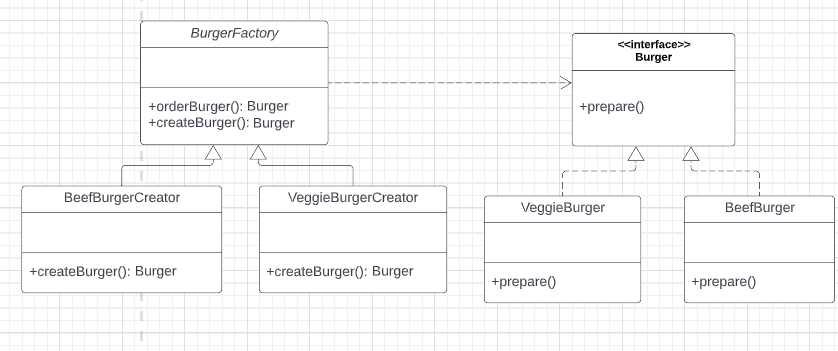 BurgerFactory
+orderBurger(): Burger
+createBurger(): Burger
<<interface>>
Burger
+prepare()
BeefBurgerCreator
+createBurger(): Burger
VeggieBurgerCreator
+createBurger(): Burger
VeggieBurger
+prepare()
BeefBurger
+prepare()